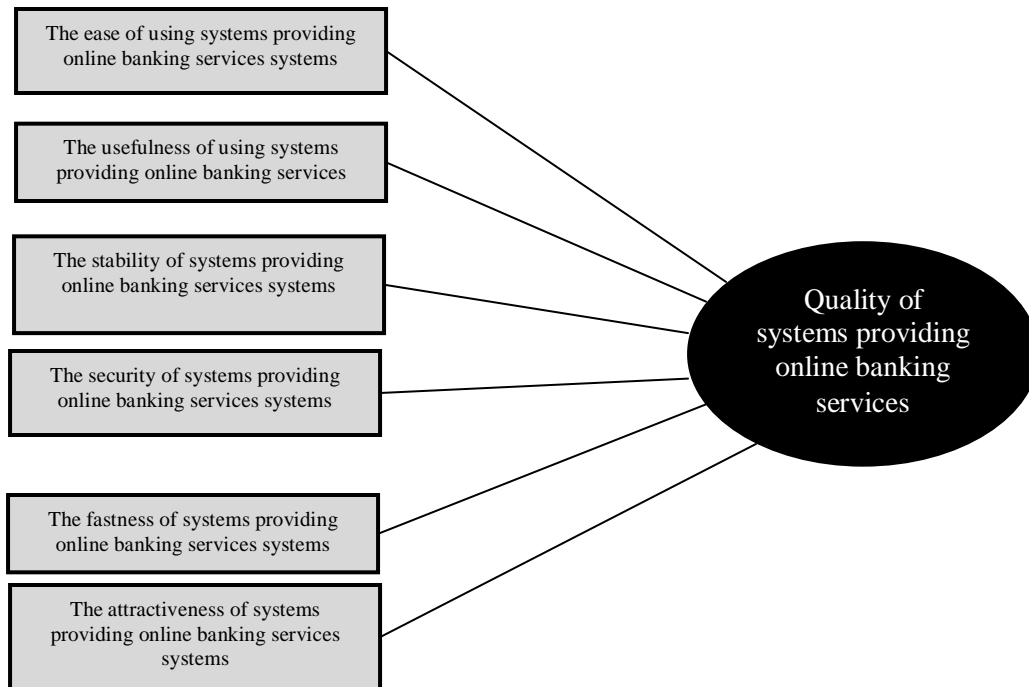 The ease of using systems providing
online banking services systems
The usefulness of using systems
providing online banking services
The stability of systems providing
online banking services systems
The security of systems providing
online banking services systems
The fastness of systems providing
online banking services systems
The attractiveness of systems
providing online banking services
systems
Quality of
systems providing
online banking
services